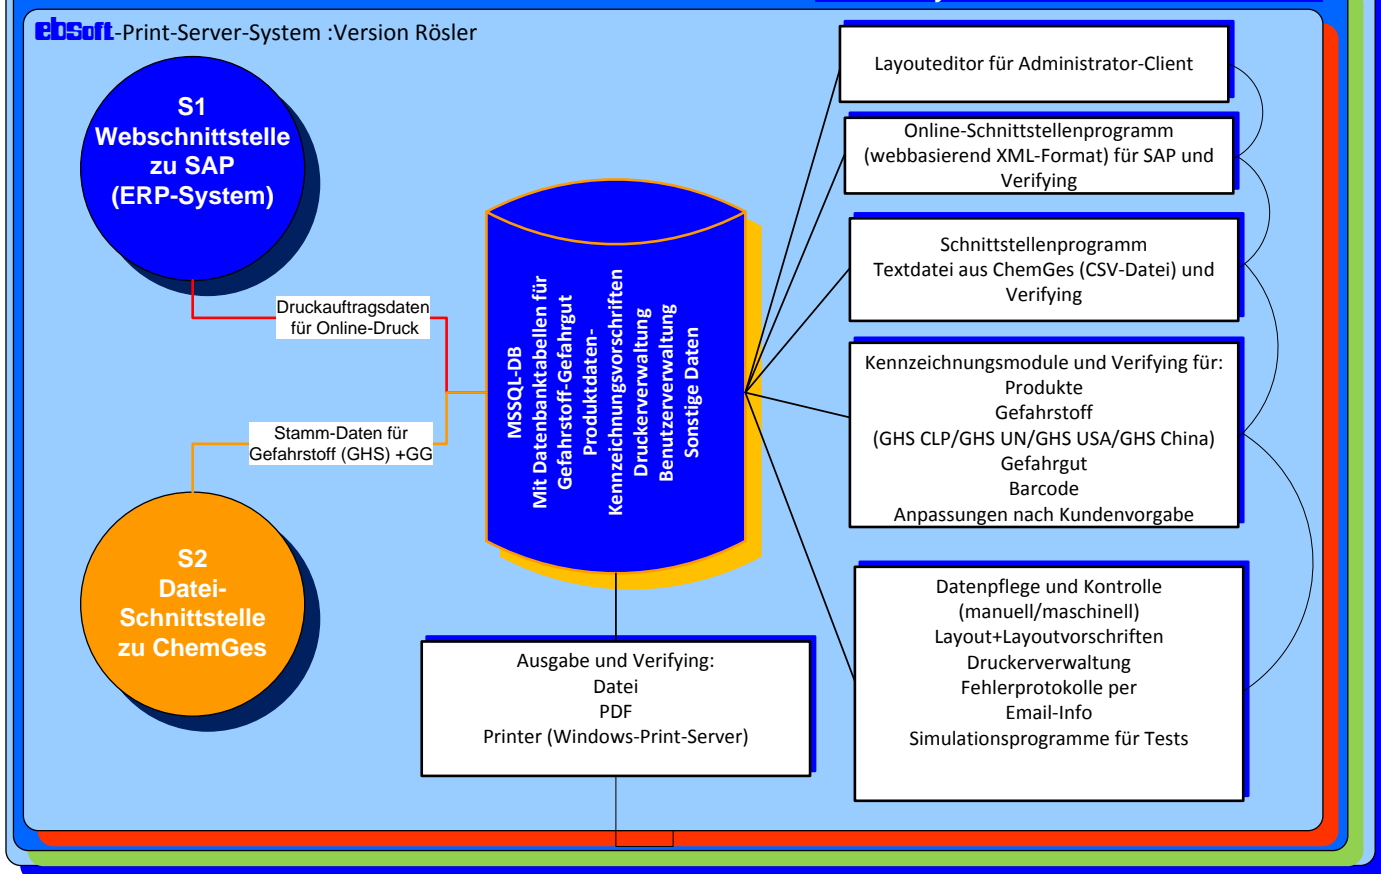 ebsoft-Print-Server-System :Version Rösler
S1
Webschnittstelle
zu SAP
(ERP-System)
Druckauftragsdaten
für Online-Druck
Stamm-Daten für
Gefahrstoff (GHS) +GG
S2
Datei-
Schnittstelle
zu ChemGes
MSSQL-DB
Mit Datenbanktabellen für
Gefahrstoff-Gefahrgut
Produktdaten-
Kennzeichnungsvorschriften
Druckerverwaltung
Benutzerverwaltung
Sonstige Daten
Ausgabe und Verifying:
Datei
PDF
Printer (Windows-Print-Server)
Layouteditor für Administrator-Client
Online-Schnittstellenprogramm
(webbasierend XML-Format) für SAP und
Verifying
Schnittstellenprogramm
Textdatei aus ChemGes (CSV-Datei) und
Verifying
Kennzeichnungsmodule und Verifying für:
Produkte
Gefahrstoff
(GHS CLP/GHS UN/GHS USA/GHS China)
Gefahrgut
Barcode
Anpassungen nach Kundenvorgabe
Datenpflege und Kontrolle
(manuell/maschinell)
Layout+Layoutvorschriften
Druckerverwaltung
Fehlerprotokolle per
Email-Info
Simulationsprogramme für Tests